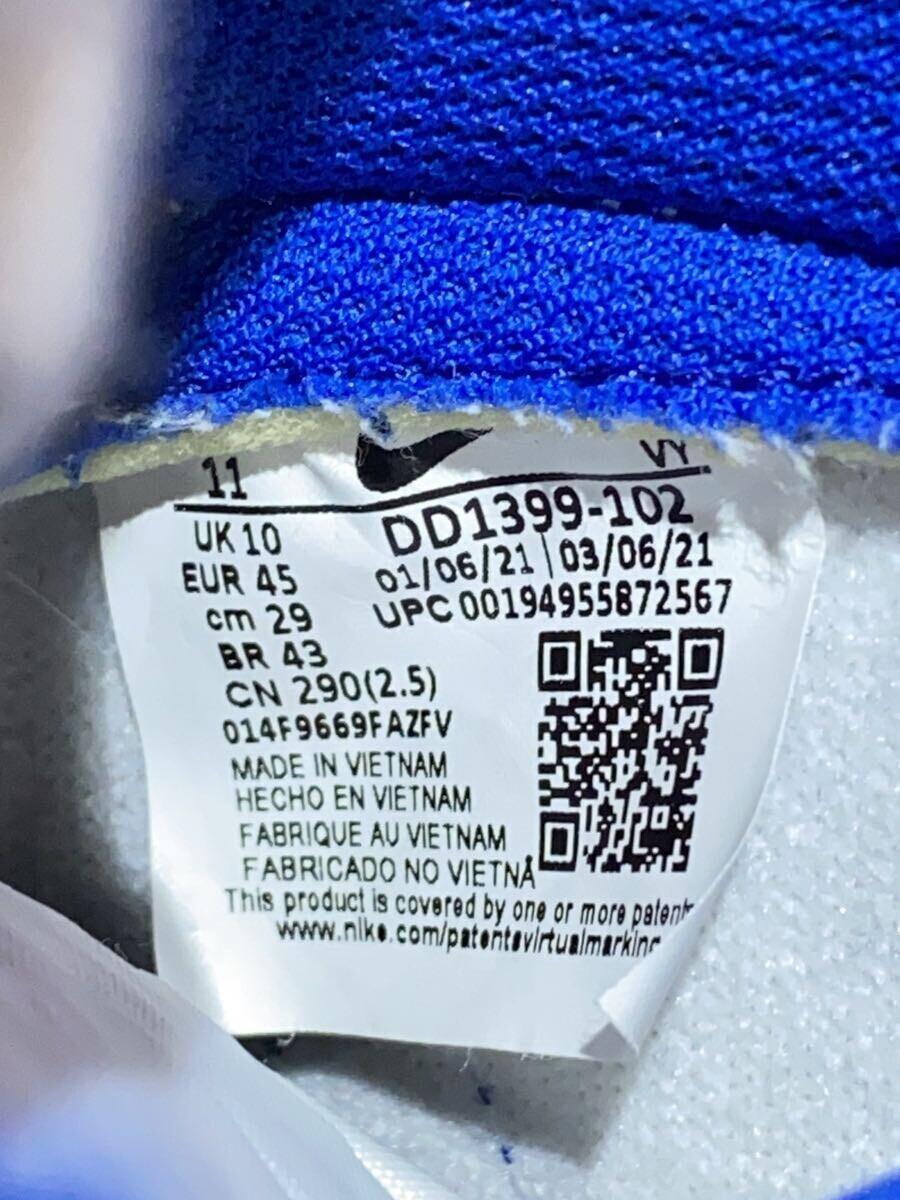 11
VY
UK 10
EUR 45
cm 29
BR 43
CN 290(2.5)
014F9669FAZFV
DD1399-102
01/06/21 | 03/06/21
UPC 00194955872567
MADE IN VIETNAM
HECHO EN VIETNAM
FABRIQUE AU VIETNAM
FABRICADO NO VIETNÃ
This product is covered by one or more patents
www.nike.com/patentsvirtualmarking